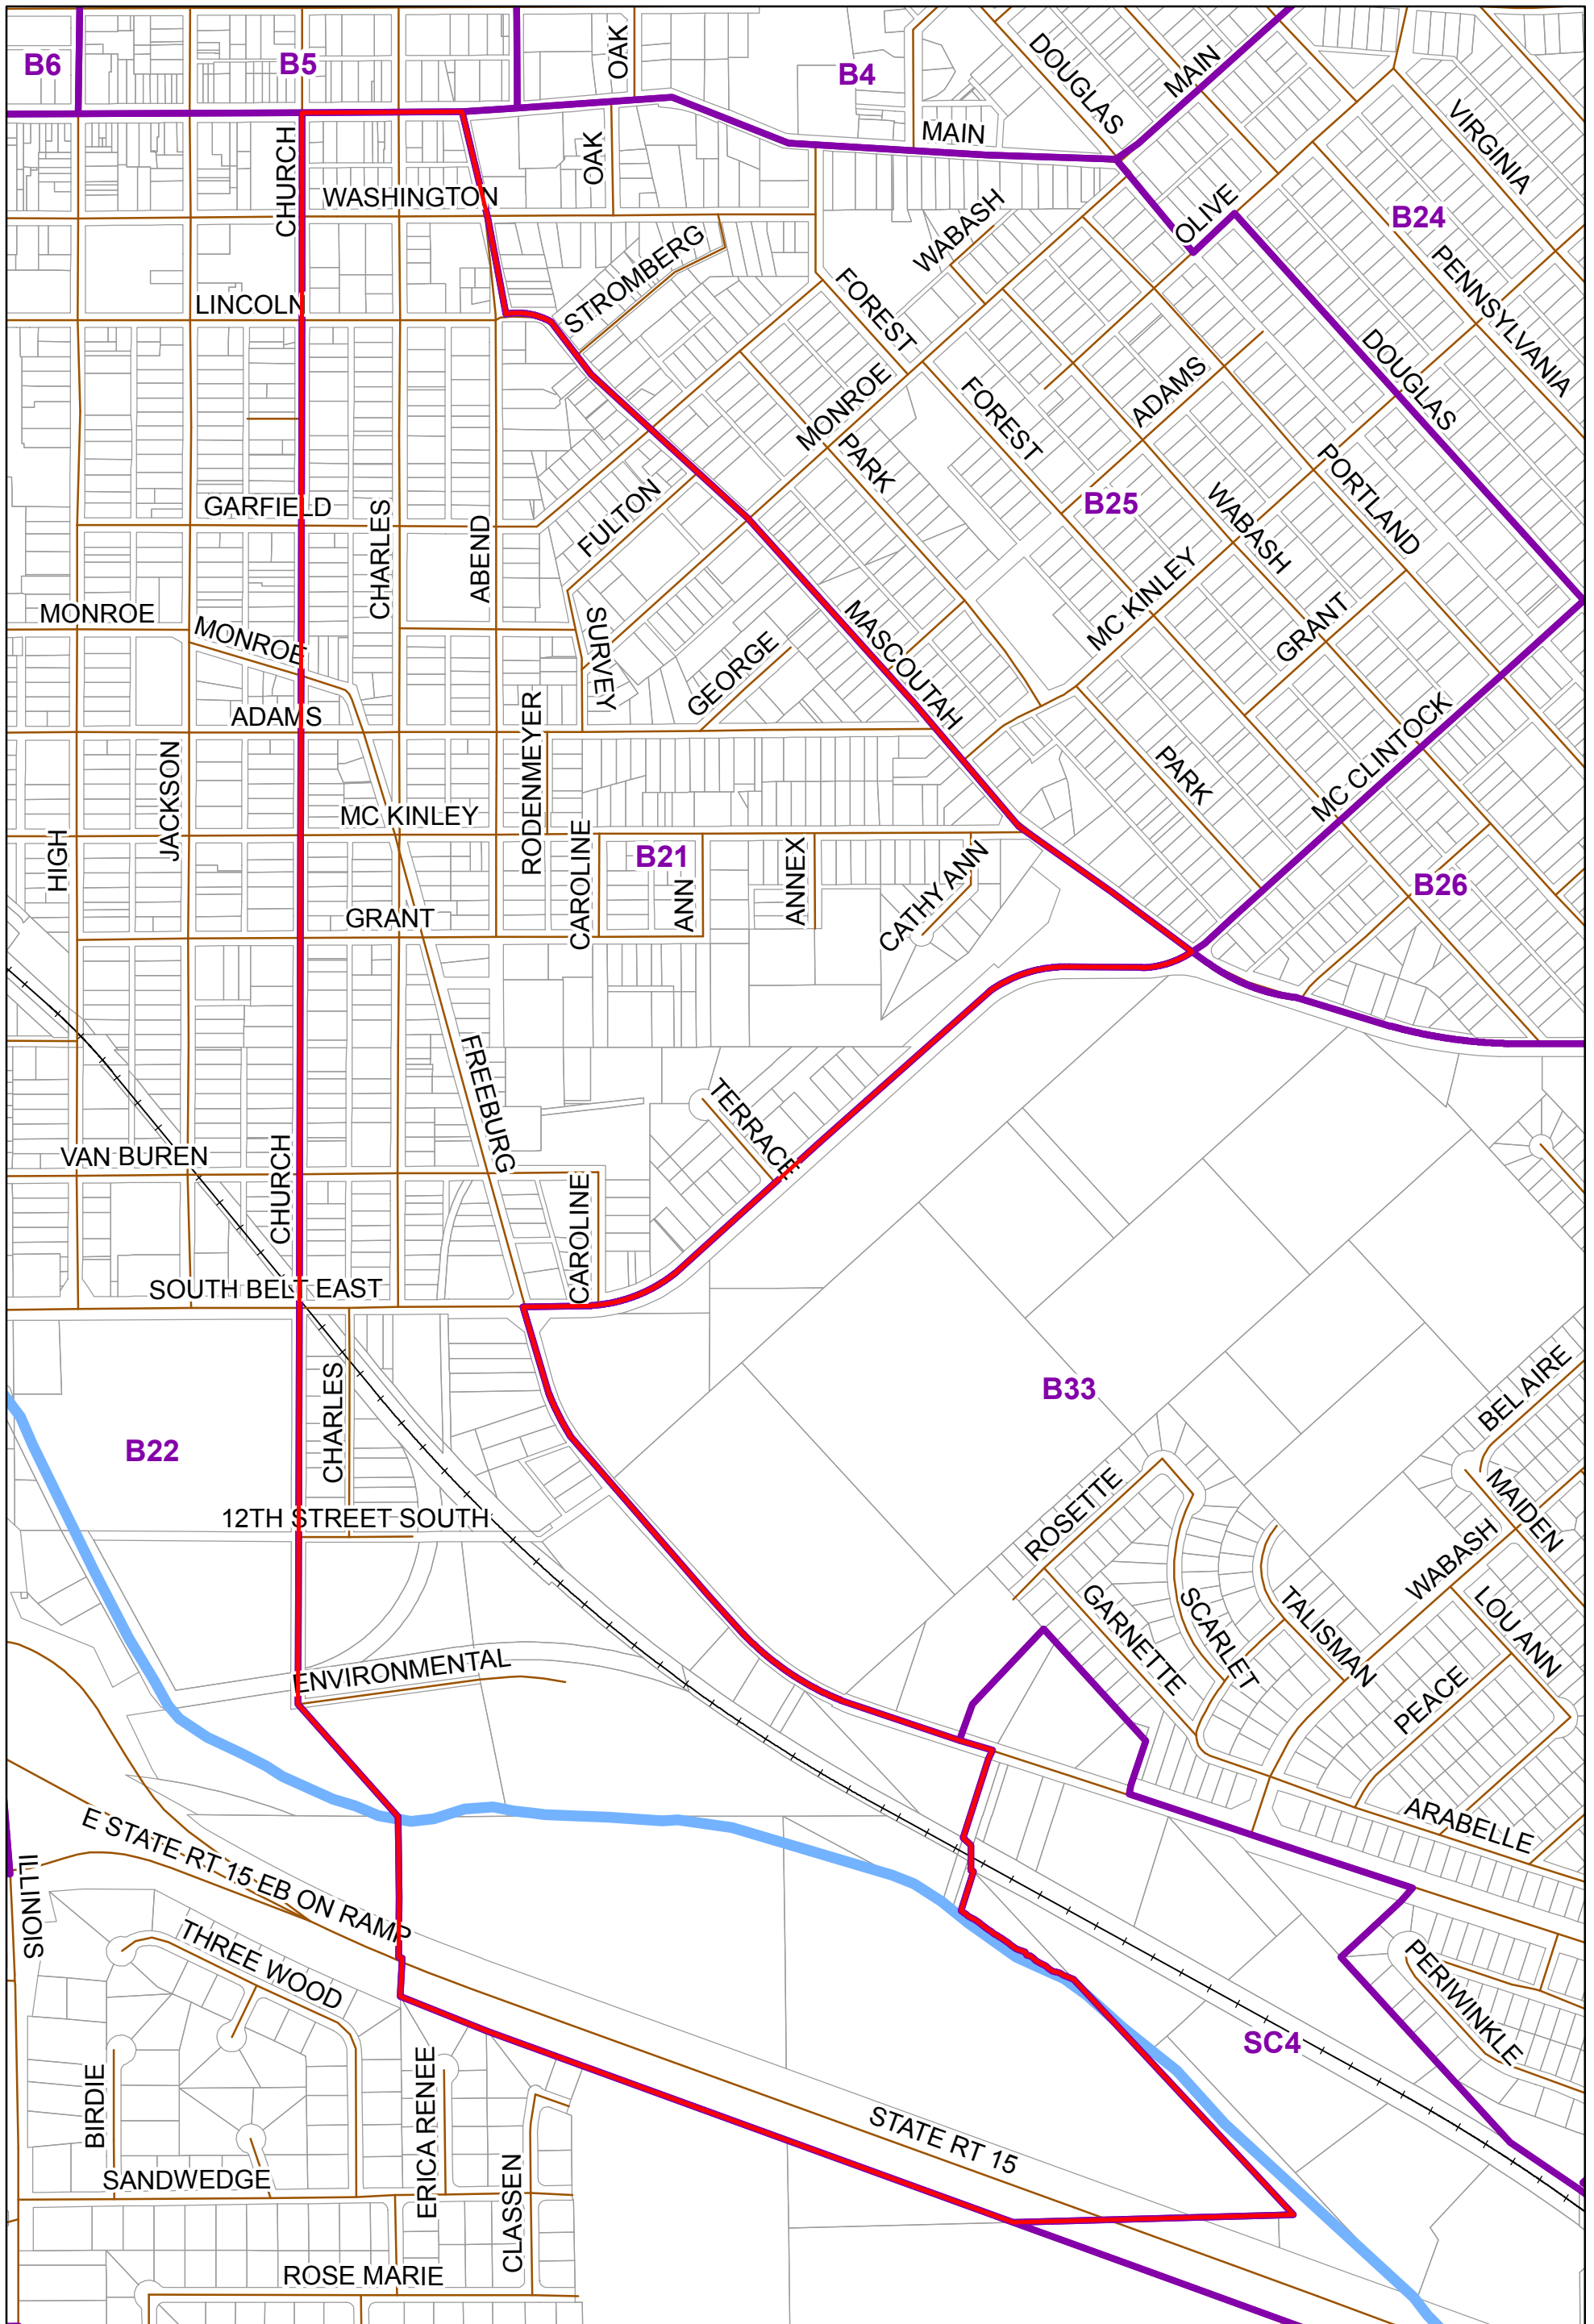 B6
B5
OAK
B4
DOUGLAS
MAIN
MAIN
VIRGINIA
CHURCH
OAK
WASHINGTON
WABASH
OLIVE
B24
STROMBERG
PENNSYLVANIA
LINCOLN
FOREST
DOUGLAS
MONROE
FOREST
ADAMS
PARK
PORTLAND
GARFIELD
CHARLES
ABEND
FULTON
B25
WABASH
MONROE
MONROE
SURVEY
GEORGE
MASCOUTAH
MC KINLEY
GRANT
ADAMS
RODENMEYER
JACKSON
PARK
MC CLINTOCK
MC KINLEY
HIGH
CAROLINE
B21
ANN
ANNEX
CATHY ANN
B26
GRANT
FREEBURG
TERRACE
VAN BUREN
CHURCH
CAROLINE
SOUTH BELT EAST
CHARLES
B33
BEL AIRE
B22
ROSETTE
MAIDEN
12TH STREET SOUTH
WABASH
GARNETTE
SCARLET
TALISMAN
LOU ANN
ENVIRONMENTAL
PEACE
E STATE RT 15 EB ON RAMP
ARABELLE
ILLINOIS
THREE WOOD
PERIWINKLE
SC4
BIRDIE
ERICA RENEE
STATE RT 15
SANDWEDGE
CLASSEN
ROSE MARIE